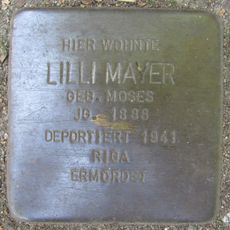 HIER WOHNTE
LILLI MAYER
GEB. MOSES
JG. 1888
DEPORTIERT 1941
RIGA
ERMORDET